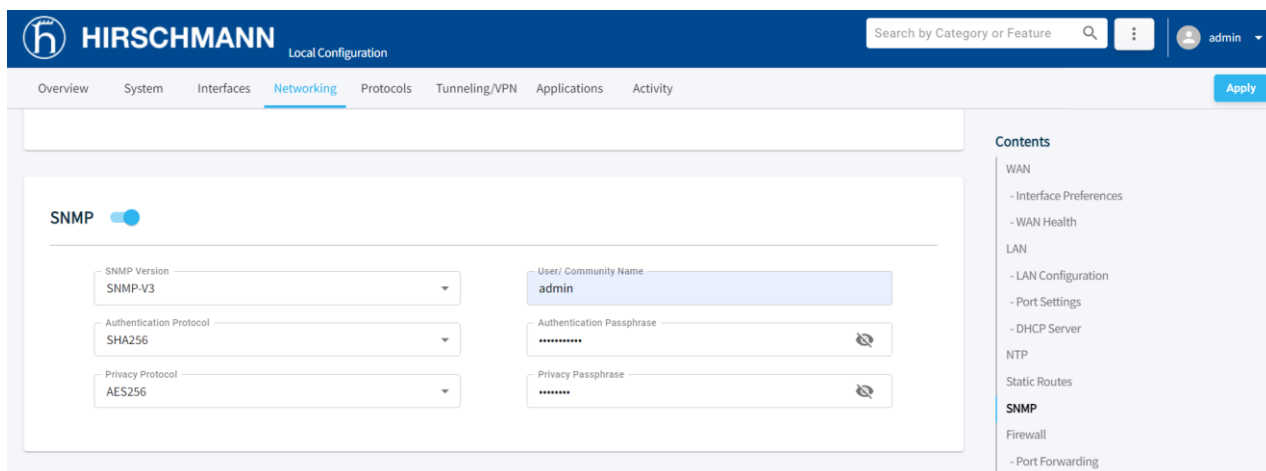 HIRSCHMANN
Local Configuration
Search by Category or Feature
admin
Overview System Interfaces Networking Protocols Tunneling/VPN Applications Activity
Apply
SNMP
SNMP Version
SNMP-V3
User/ Community Name
admin
Authentication Protocol
SHA256
Authentication Passphrase
•••••••••••
Privacy Protocol
AES256
Privacy Passphrase
••••••••
Contents
WAN
- Interface Preferences
- WAN Health
LAN
- LAN Configuration
- Port Settings
- DHCP Server
NTP
Static Routes
SNMP
Firewall
- Port Forwarding